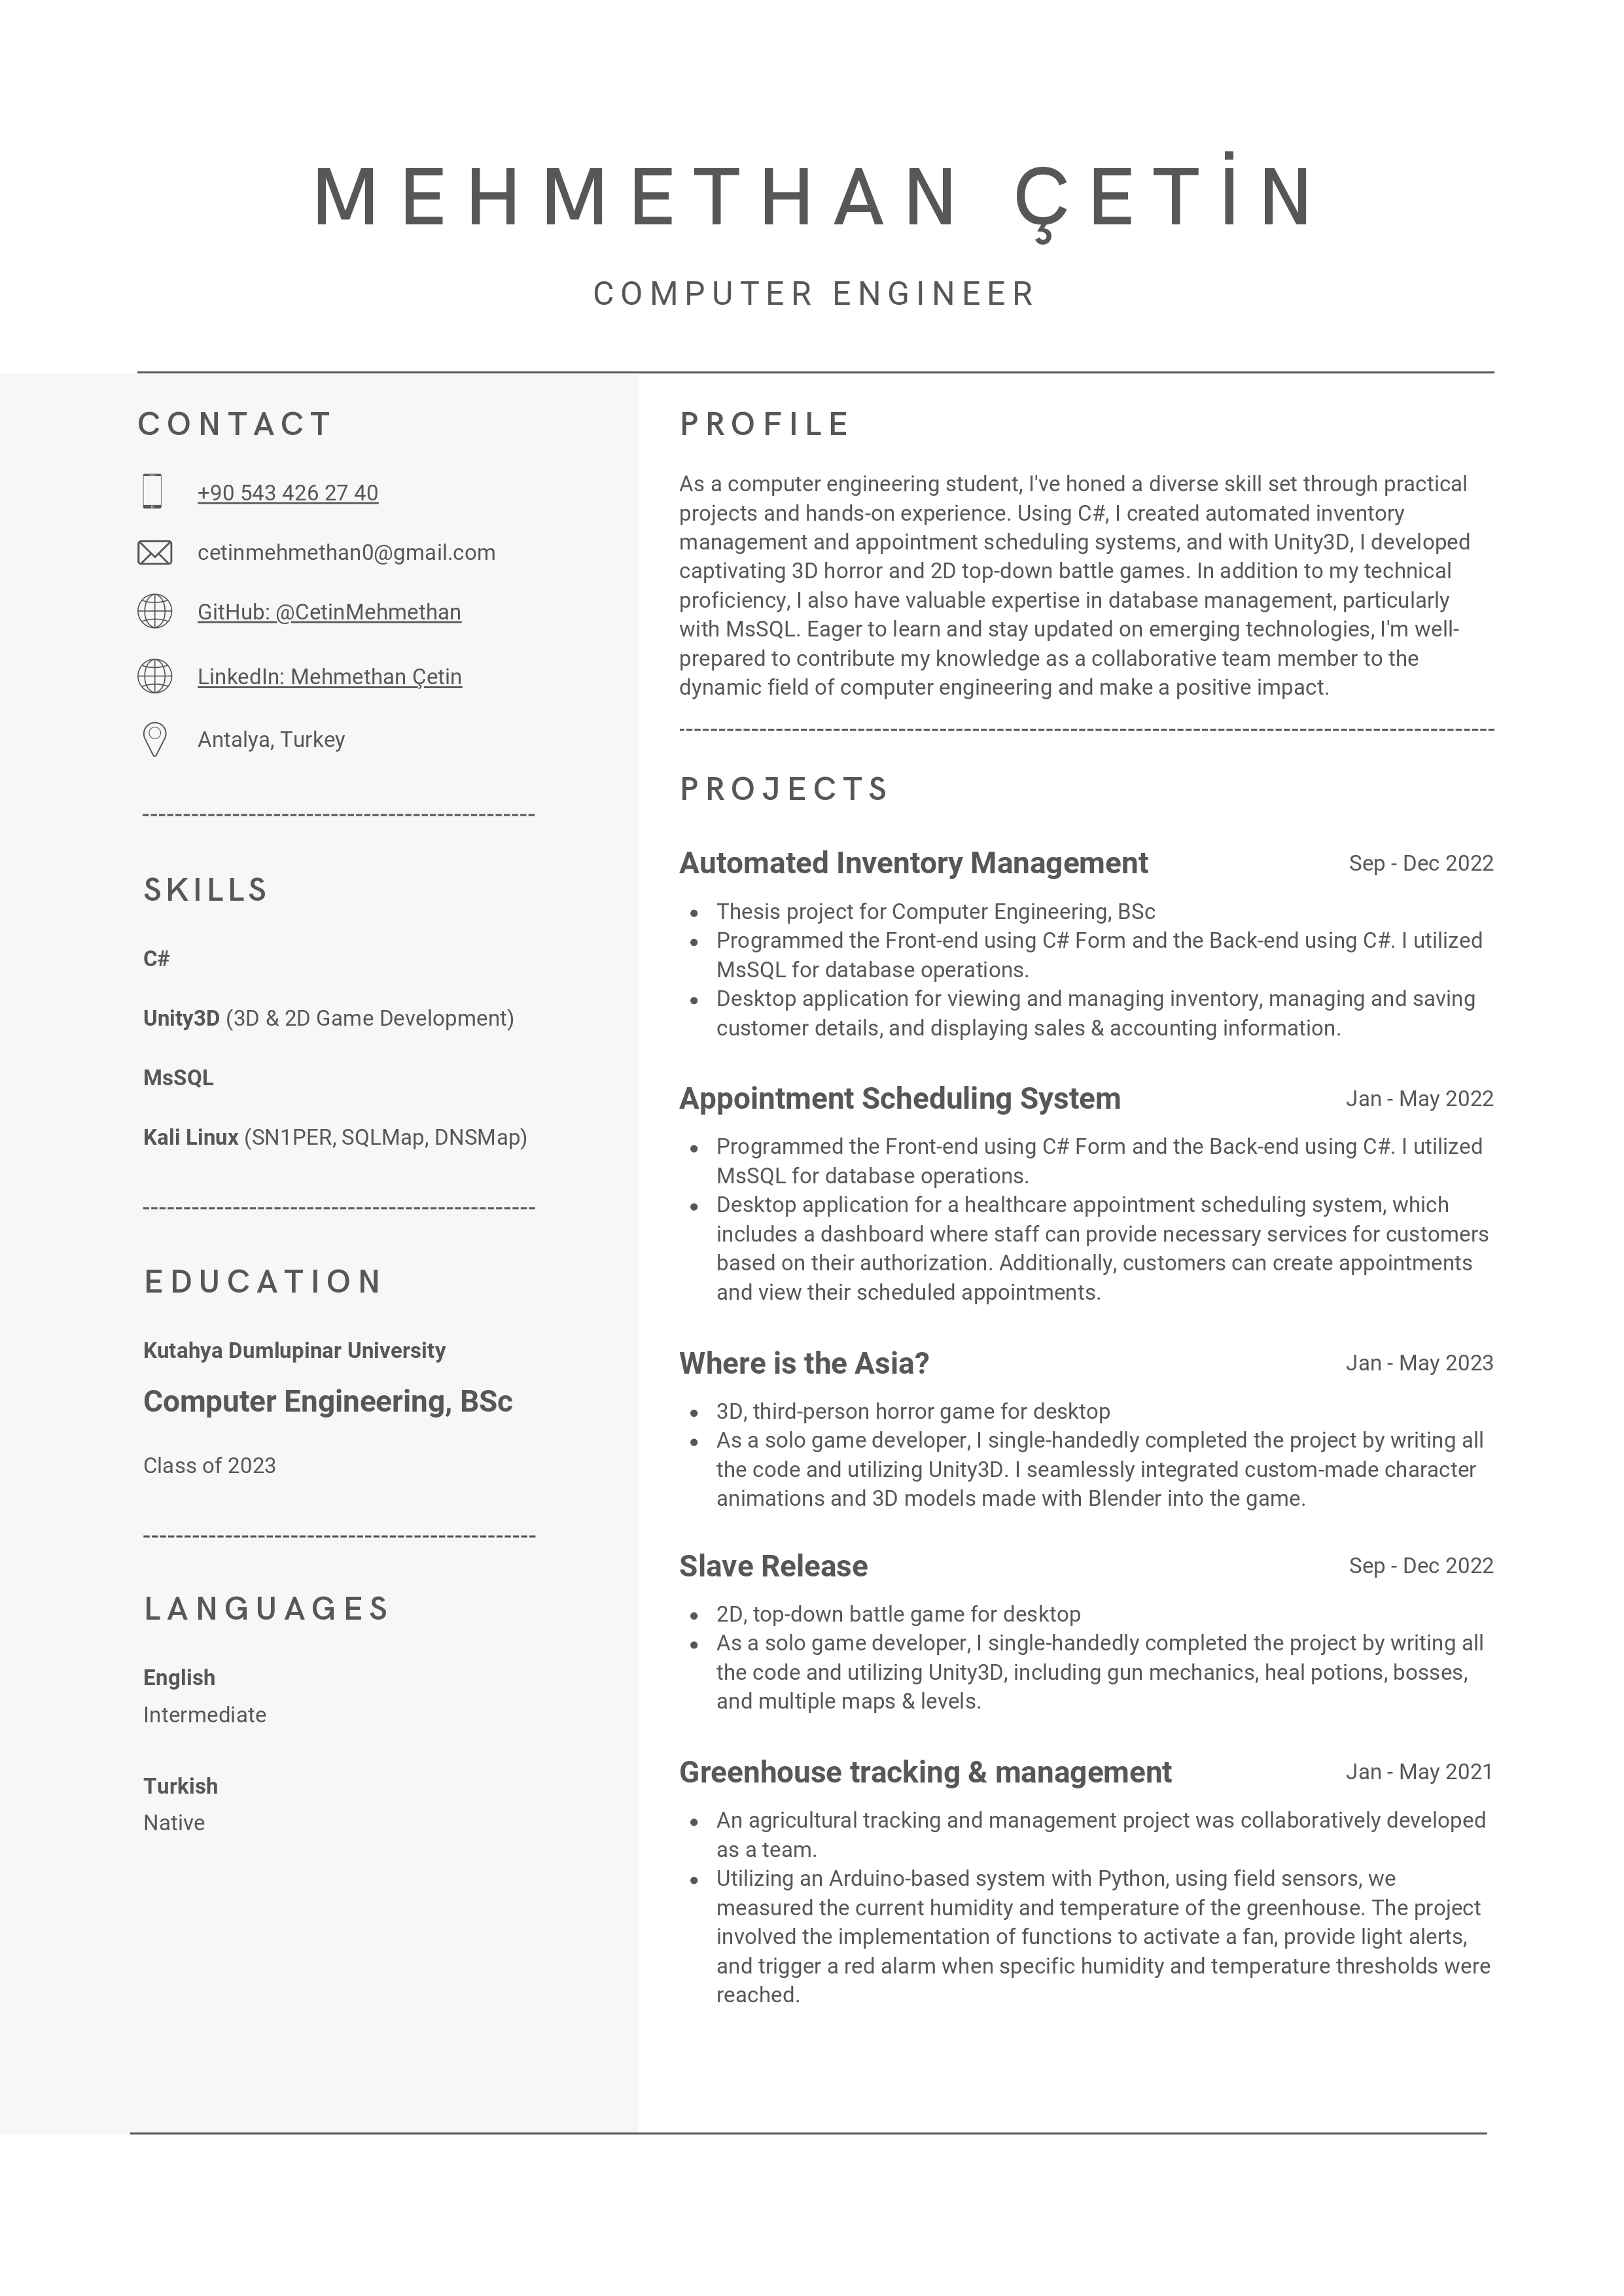 MEHMETHAN ÇETİN
COMPUTER ENGINEER
CONTACT
+90 543 426 27 40
cetinmehmethan0@gmail.com
GitHub: @CetinMehmethan
LinkedIn: Mehmethan Çetin
Antalya, Turkey
SKILLS
C#
Unity3D (3D & 2D Game Development)
MsSQL
Kali Linux (SN1PER, SQLMap, DNSMap)
EDUCATION
Kutahya Dumlupinar University
Computer Engineering, BSc
Class of 2023
LANGUAGES
English
Intermediate
Turkish
Native
PROFILE
As a computer engineering student, I've honed a diverse skill set through practical
projects and hands-on experience. Using C#, I created automated inventory
management and appointment scheduling systems, and with Unity3D, I developed
captivating 3D horror and 2D top-down battle games. In addition to my technical
proficiency, I also have valuable expertise in database management, particularly
with MsSQL. Eager to learn and stay updated on emerging technologies, I'm well-
prepared to contribute my knowledge as a collaborative team member to the
dynamic field of computer engineering and make a positive impact.
PROJECTS
Automated Inventory Management Sep - Dec 2022
• Thesis project for Computer Engineering, BSc
• Programmed the Front-end using C# Form and the Back-end using C#. I utilized
MsSQL for database operations.
• Desktop application for viewing and managing inventory, managing and saving
customer details, and displaying sales & accounting information.
Appointment Scheduling System Jan - May 2022
• Programmed the Front-end using C# Form and the Back-end using C#. I utilized
MsSQL for database operations.
• Desktop application for a healthcare appointment scheduling system, which
includes a dashboard where staff can provide necessary services for customers
based on their authorization. Additionally, customers can create appointments
and view their scheduled appointments.
Where is the Asia? Jan - May 2023
• 3D, third-person horror game for desktop
• As a solo game developer, I single-handedly completed the project by writing all
the code and utilizing Unity3D. I seamlessly integrated custom-made character
animations and 3D models made with Blender into the game.
Slave Release Sep - Dec 2022
• 2D, top-down battle game for desktop
• As a solo game developer, I single-handedly completed the project by writing all
the code and utilizing Unity3D, including gun mechanics, heal potions, bosses,
and multiple maps & levels.
Greenhouse tracking & management Jan - May 2021
• An agricultural tracking and management project was collaboratively developed
as a team.
• Utilizing an Arduino-based system with Python, using field sensors, we
measured the current humidity and temperature of the greenhouse. The project
involved the implementation of functions to activate a fan, provide light alerts,
and trigger a red alarm when specific humidity and temperature thresholds were
reached.